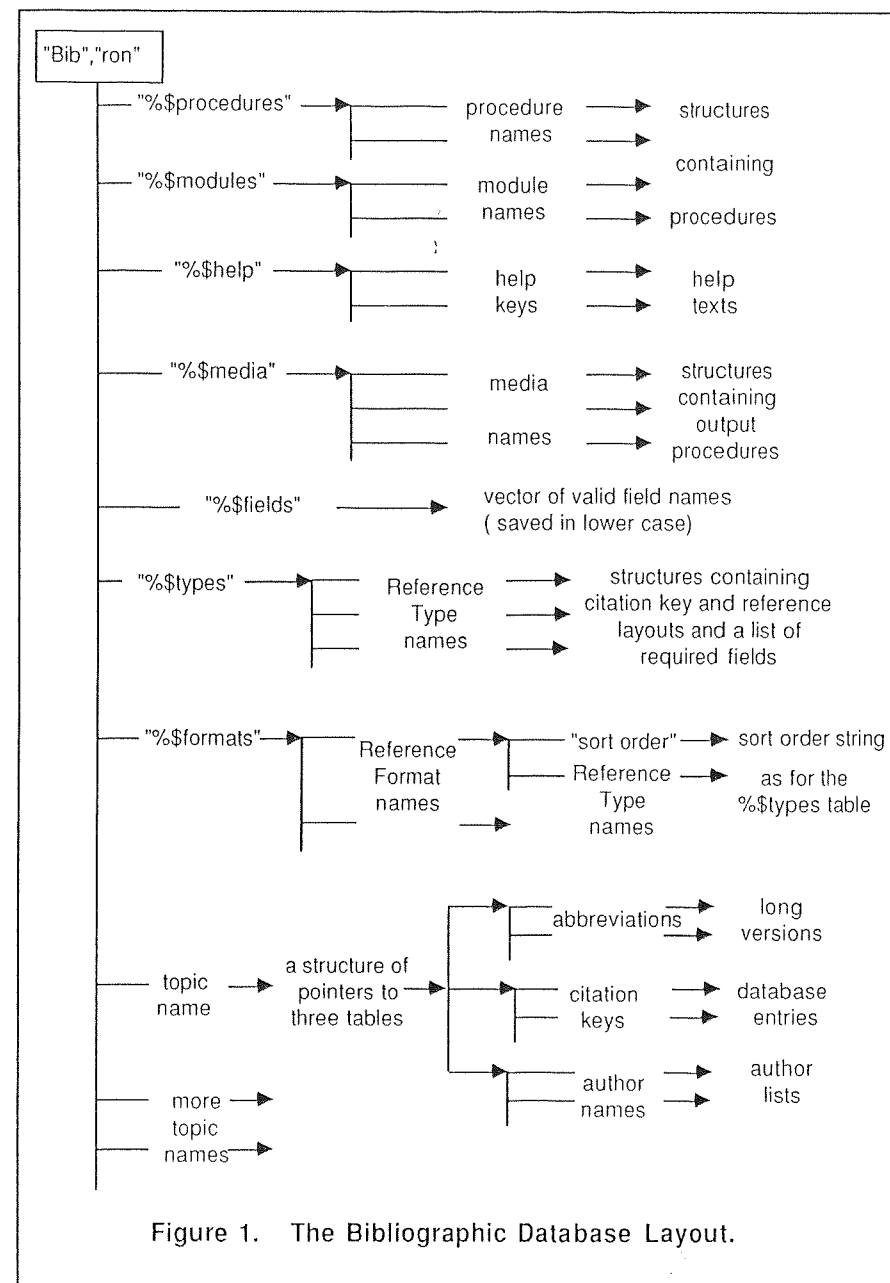 "Bib","ron"
"%$procedures"
procedure
names
structures
containing
procedures
"%$modules"
module
names
"%$help"
help
keys
help
texts
"%$media"
media
names
structures
containing
output
procedures
"%$fields"
vector of valid field names
( saved in lower case)
"%$types"
Reference
Type
names
structures containing
citation key and reference
layouts and a list of
required fields
"%$formats"
Reference
Format
names
"sort order"
sort order string
Reference
Type
names
as for the
%$types table
topic
name
a structure of
pointers to
three tables
abbreviations
long
versions
citation
keys
database
entries
author
names
author
lists
more
topic
names
Figure 1. The Bibliographic Database Layout.